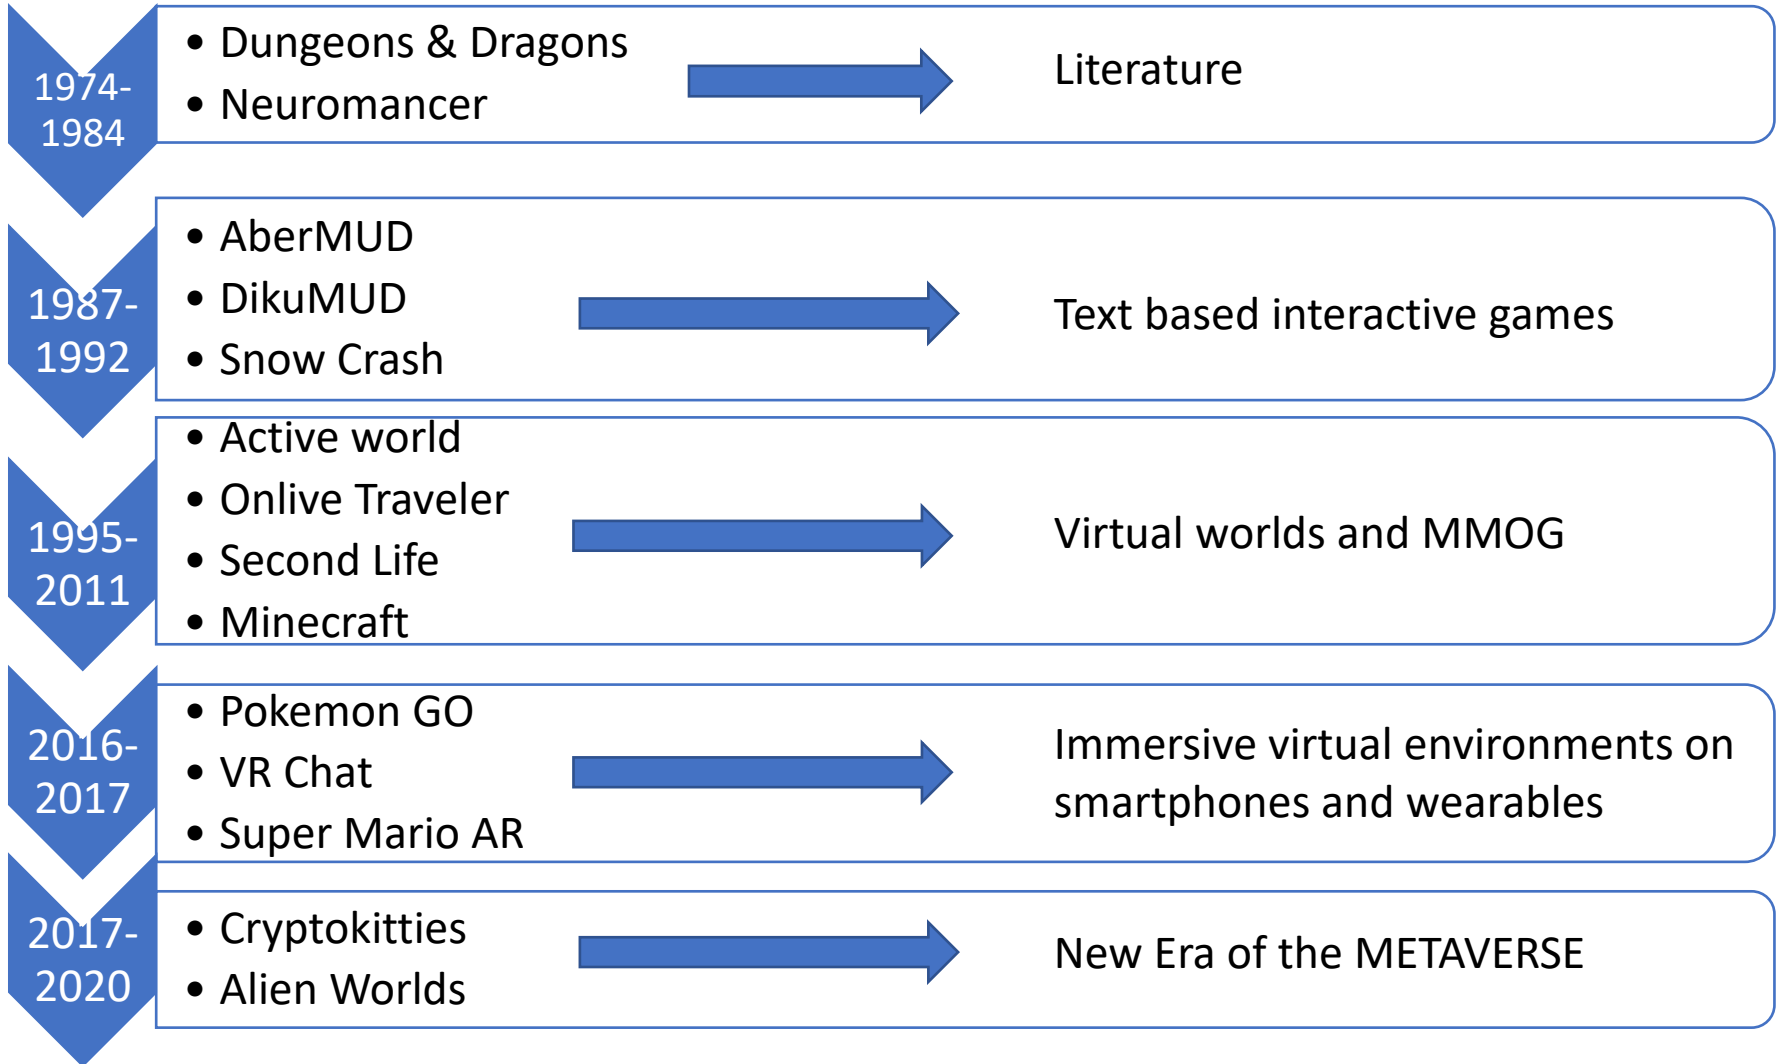 1974-
1984
• Dungeons & Dragons
• Neuromancer
Literature
1987-
1992
• AberMUD
• DikuMUD
• Snow Crash
Text based interactive games
1995-
2011
• Active world
• Onlive Traveler
• Second Life
• Minecraft
Virtual worlds and MMOG
2016-
2017
• Pokemon GO
• VR Chat
• Super Mario AR
Immersive virtual environments on
smartphones and wearables
2017-
2020
• Cryptokitties
• Alien Worlds
New Era of the METAVERSE